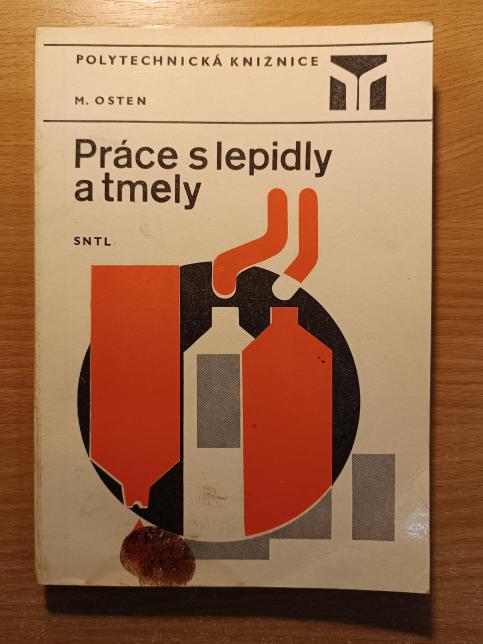 POLYTECHNICKÁ KNIŽNICE
M. OSTEN
Práce s lepidly
a tmely
SNTL